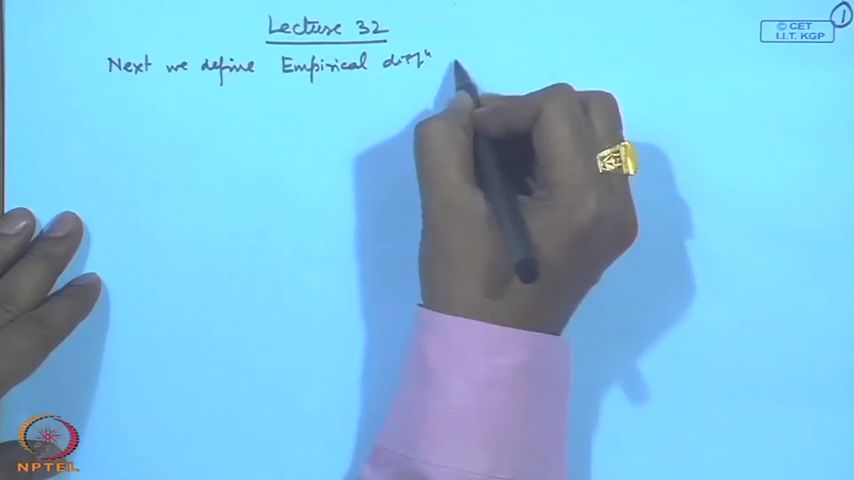 Lecture 32
© CET
I.I.T. KGP
1
Next we define Empirical distⁿ
NPTEL